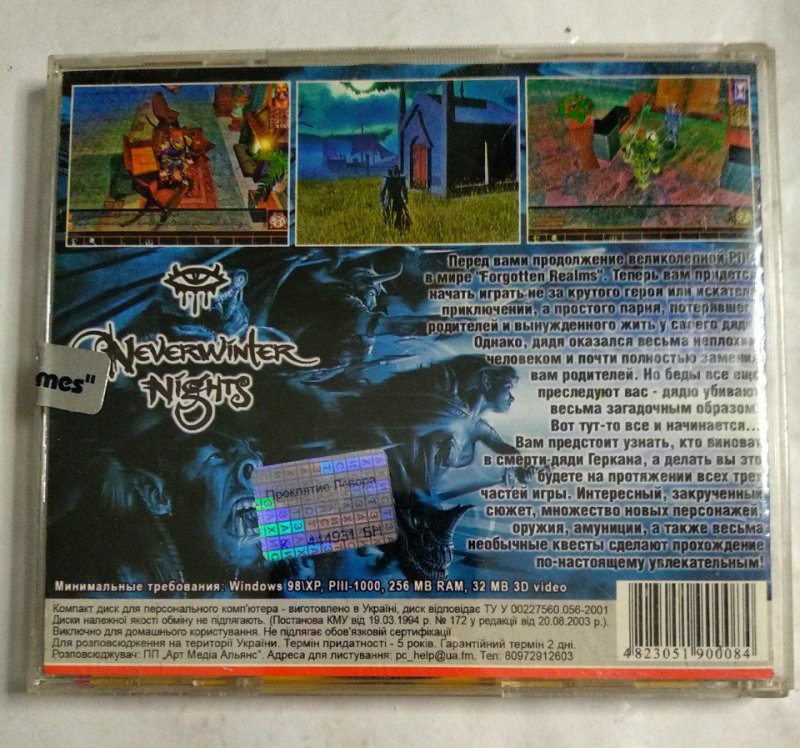 Перед вами продолжение великолепной РПГ
в мире "Forgotten Realms". Теперь вам придется
начать играть не за крутого героя или искателя
приключений, а простого парня, потерявшего
родителей и вынужденного жить у своего дяди.
Однако, дядя оказался весьма неплохим
человеком и почти полностью заменил
вам родителей. Но беды все еще
преследуют вас - дядю убивают
весьма загадочным образом.
Вот тут-то все и начинается...
Вам предстоит узнать, кто виноват
в смерти дяди Геркана, а делать вы это
будете на протяжении всех трех
частей игры. Интересный, закрученный
сюжет, множество новых персонажей,
оружия, амуниции, а также весьма
необычные квесты сделают прохождение
по-настоящему увлекательным!
Neverwinter
Nights
mes"
Проклятие Левора
444931 БН
Минимальные требования: Windows 98\XP, PIII-1000, 256 MB RAM, 32 MB 3D video
Компакт диск для персонального комп'ютера - виготовлено в Україні, диск відповідає ТУ У 00227560.056-2001
Диски належної якості обміну не підлягають. (Постанова КМУ від 19.03.1994 р. № 172 у редакції від 20.08.2003 р.).
Виключно для домашнього користування. Не підлягає обов'язковій сертифікації
Для розповсюдження на території України. Термін придатності - 5 років. Гарантійний термін 2 дні.
Розповсюджувач: ПП „Арт Медіа Альянс". Адреса для листування: pc_help@ua.fm. Тел: 80972912603
4823051900084